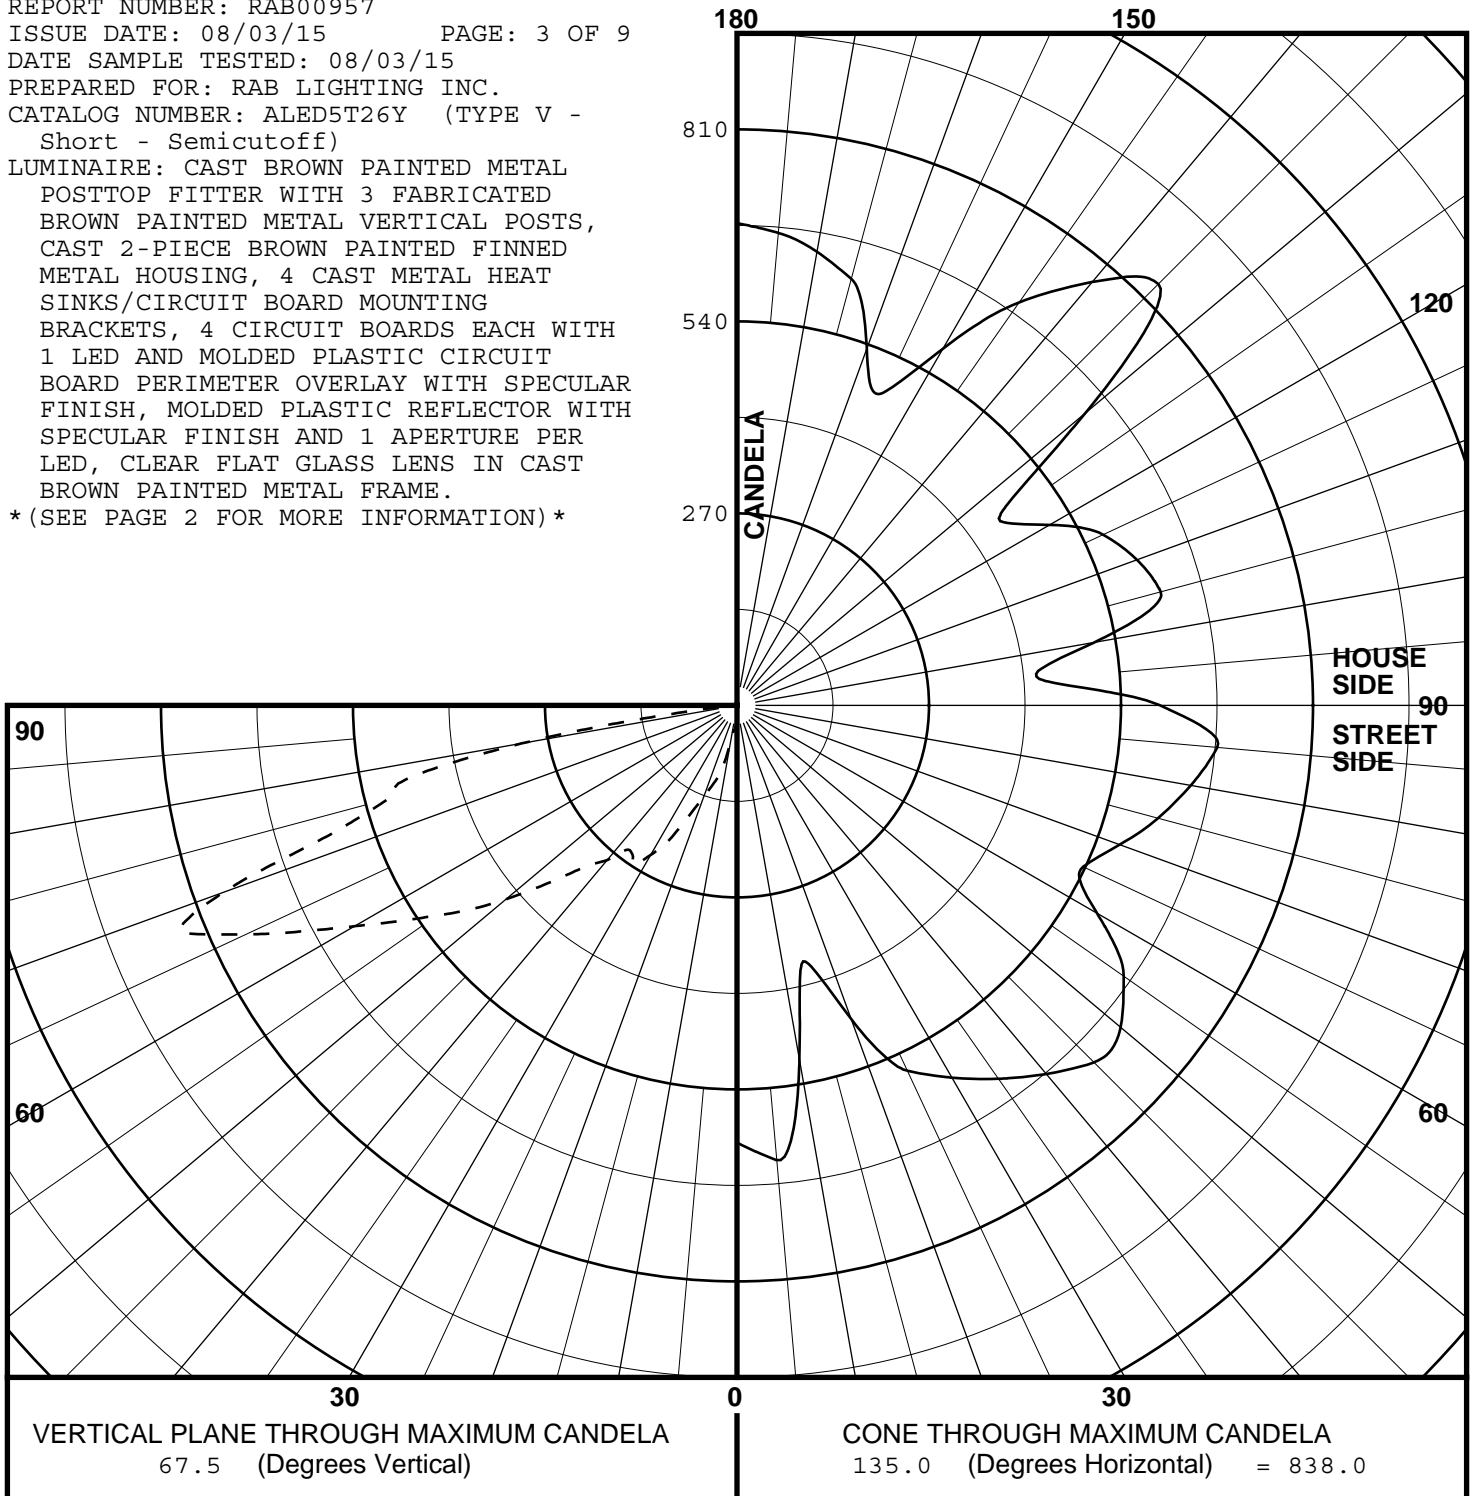 REPORT NUMBER: RAB00957
ISSUE DATE: 08/03/15 PAGE: 3 OF 9
DATE SAMPLE TESTED: 08/03/15
PREPARED FOR: RAB LIGHTING INC.
CATALOG NUMBER: ALED5T26Y (TYPE V -
Short - Semicutoff)
LUMINAIRE: CAST BROWN PAINTED METAL
POSTTOP FITTER WITH 3 FABRICATED
BROWN PAINTED METAL VERTICAL POSTS,
CAST 2-PIECE BROWN PAINTED FINNED
METAL HOUSING, 4 CAST METAL HEAT
SINKS/CIRCUIT BOARD MOUNTING
BRACKETS, 4 CIRCUIT BOARDS EACH WITH
1 LED AND MOLDED PLASTIC CIRCUIT
BOARD PERIMETER OVERLAY WITH SPECULAR
FINISH, MOLDED PLASTIC REFLECTOR WITH
SPECULAR FINISH AND 1 APERTURE PER
LED, CLEAR FLAT GLASS LENS IN CAST
BROWN PAINTED METAL FRAME.
*(SEE PAGE 2 FOR MORE INFORMATION)*
180
150
810
120
540
CANDELA
270
HOUSE
SIDE
90
90
STREET
SIDE
60
60
30
0
30
VERTICAL PLANE THROUGH MAXIMUM CANDELA
67.5 (Degrees Vertical)
CONE THROUGH MAXIMUM CANDELA
135.0 (Degrees Horizontal) = 838.0